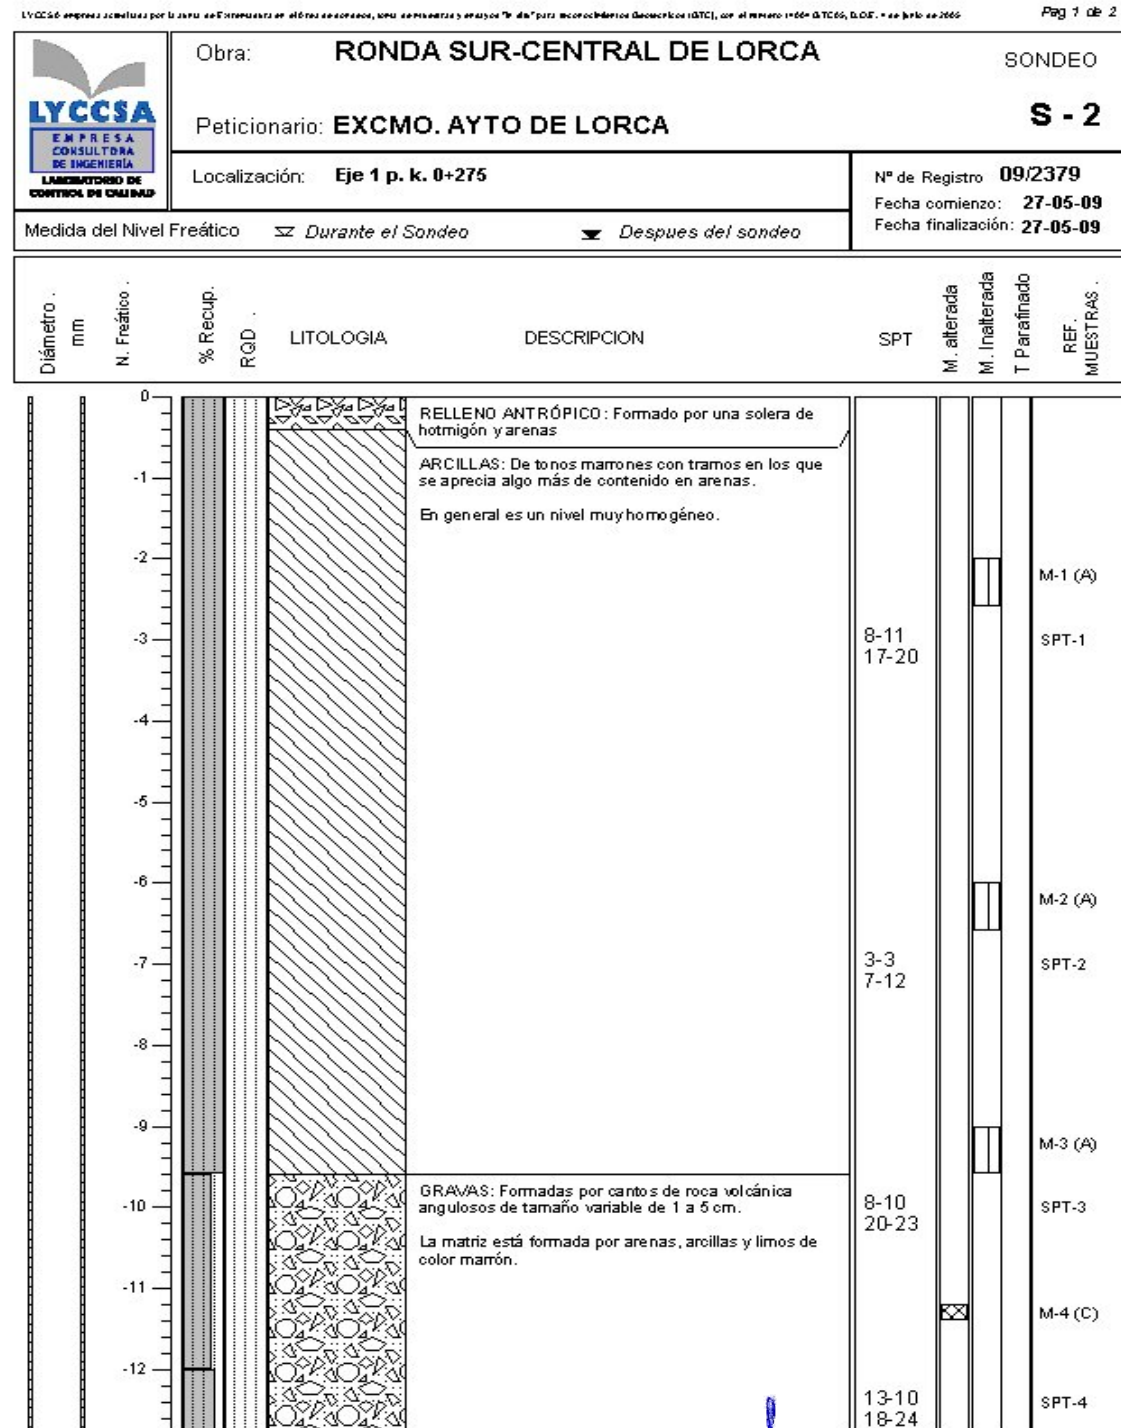 Pag 1 de 2
LYCCSA
EMPRESA
CONSULTORA
DE INGENIERÍA
LABORATORIO DE
CONTROL DE CALIDAD
Obra: RONDA SUR-CENTRAL DE LORCA
SONDEO
S - 2
Peticionario: EXCMO. AYTO DE LORCA
Localización: Eje 1 p. k. 0+275
Nº de Registro 09/2379
Fecha comienzo: 27-05-09
Fecha finalización: 27-05-09
Medida del Nivel Freático Durante el Sondeo Despues del sondeo
Diámetro .
mm
N. Freático .
% Recup.
RQD .
LITOLOGIA
DESCRIPCION
SPT
M. alterada
M. Inalterada
T Parafinado
REF.
MUESTRAS .
0
RELLENO ANTRÓPICO: Formado por una solera de
hotmigón y arenas
ARCILLAS: De tonos marrones con tramos en los que
se aprecia algo más de contenido en arenas.
-1
En general es un nivel muy homogéneo.
-2
M-1 (A)
-3
8-11
17-20
SPT-1
-4
-5
-6
M-2 (A)
-7
3-3
7-12
SPT-2
-8
-9
M-3 (A)
GRAVAS: Formadas por cantos de roca volcánica
angulosos de tamaño variable de 1 a 5 cm.
-10
8-10
20-23
SPT-3
La matriz está formada por arenas, arcillas y limos de
color marrón.
-11
M-4 (C)
-12
13-10
18-24
SPT-4